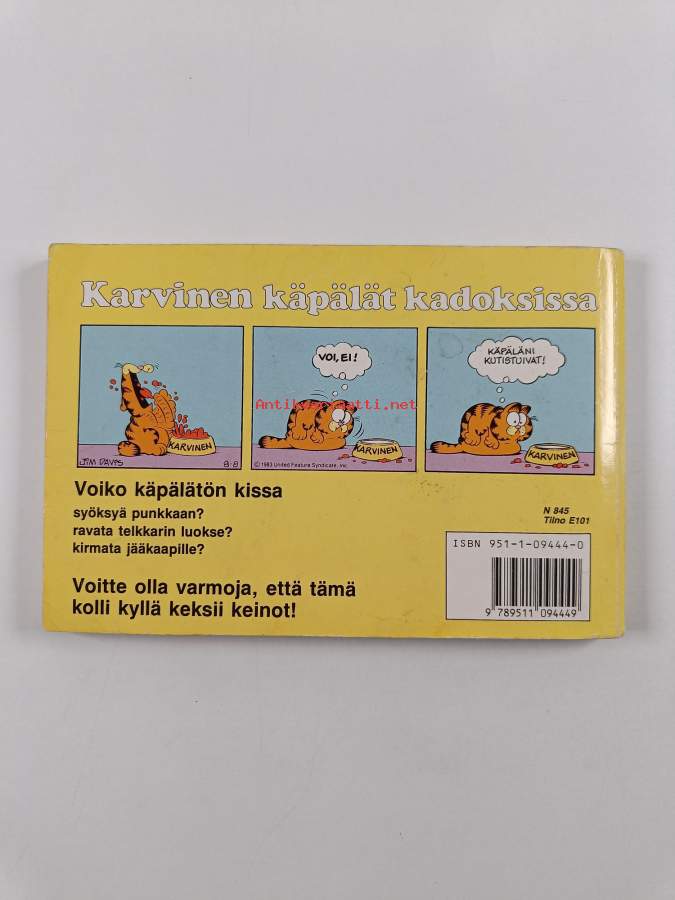 Karvinen käpälät kadoksissa
VOI, EI!
KÄPÄLÄNI
KUTISTUIVAT!
Antikvariaatti.net
KARVINEN
KARVINEN
KARVINEN
JIM DAVIS
8-8
© 1983 United Feature Syndicate, Inc.
Voiko käpälätön kissa
syöksyä punkkaan?
ravata telkkarin luokse?
kirmata jääkaapille?
Voitte olla varmoja, että tämä
kolli kyllä keksii keinot!
N 845
Tilno E101
ISBN 951-1-09444-0
9 789511 094449